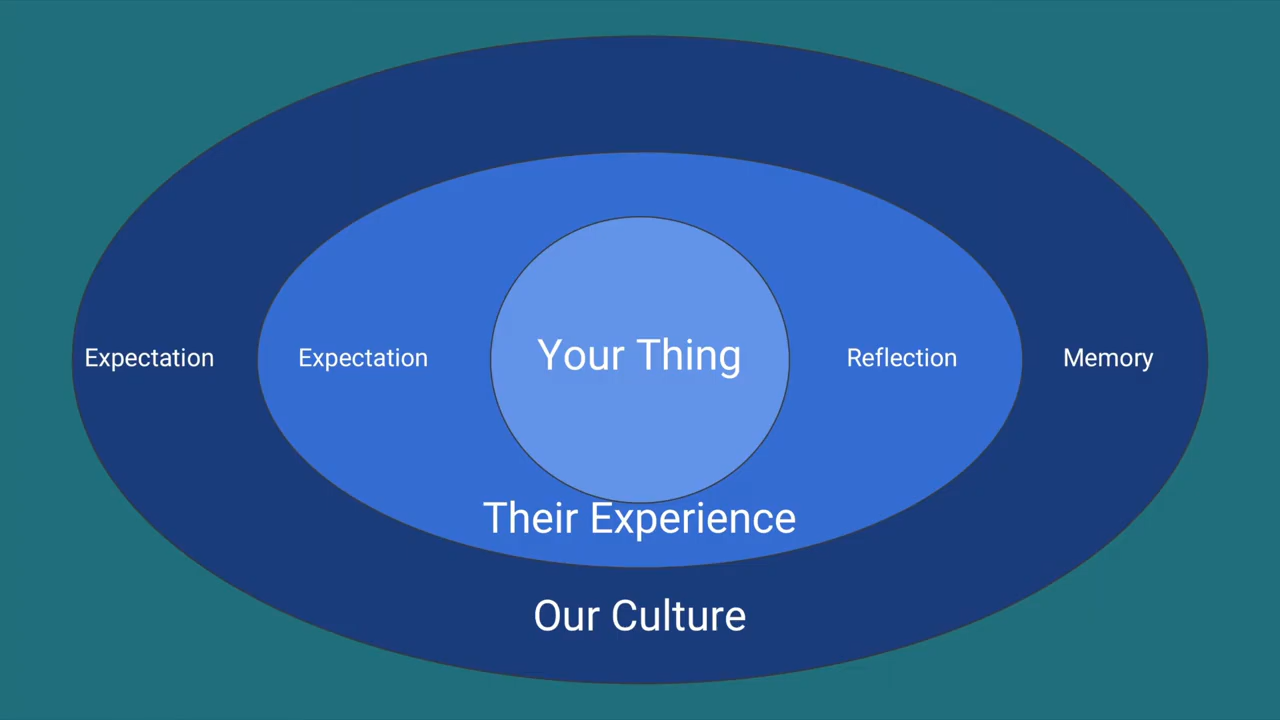 Expectation
Expectation
Your Thing
Reflection
Memory
Their Experience
Our Culture